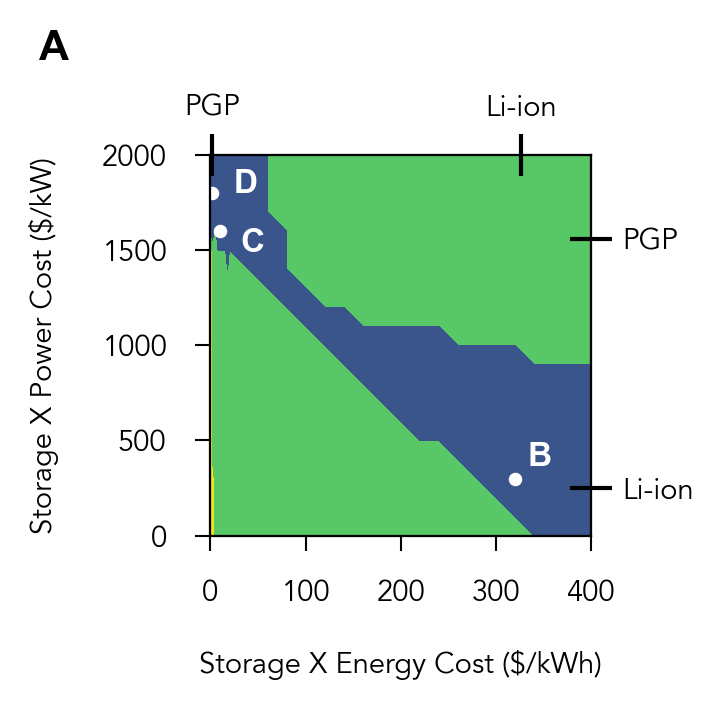 A
PGP
Li-ion
2000
1500
1000
500
0
Storage X Power Cost ($/kW)
D
C
B
PGP
Li-ion
0
100
200
300
400
Storage X Energy Cost ($/kWh)